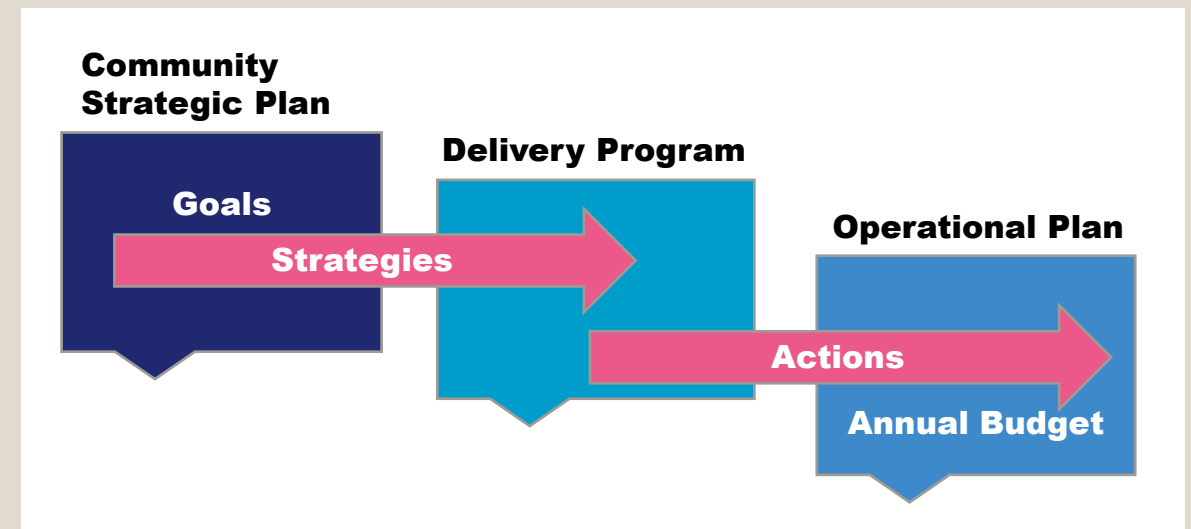 Community
Strategic Plan
Delivery Program
Goals
Operational Plan
Strategies
Actions
Annual Budget